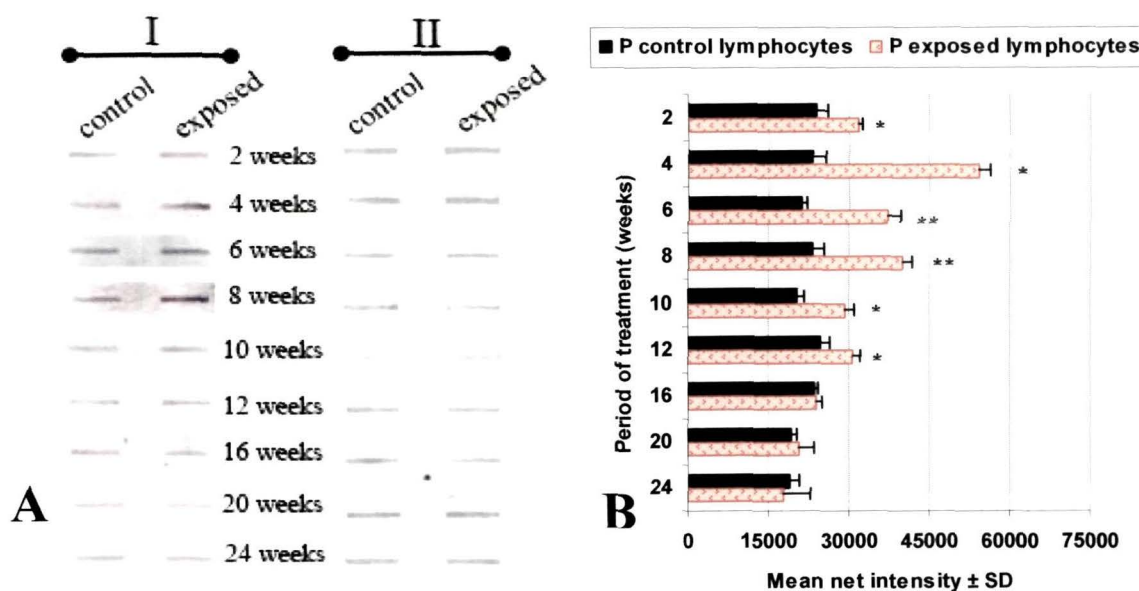 I II
control exposed control exposed
2 weeks
4 weeks
6 weeks
8 weeks
10 weeks
12 weeks
16 weeks
20 weeks
24 weeks
A
P control lymphocytes P exposed lymphocytes
Period of treatment (weeks)
2 *
4 *
6 **
8 **
10 *
12 *
16
20
24
0 15000 30000 45000 60000 75000
Mean net intensity ± SD
B